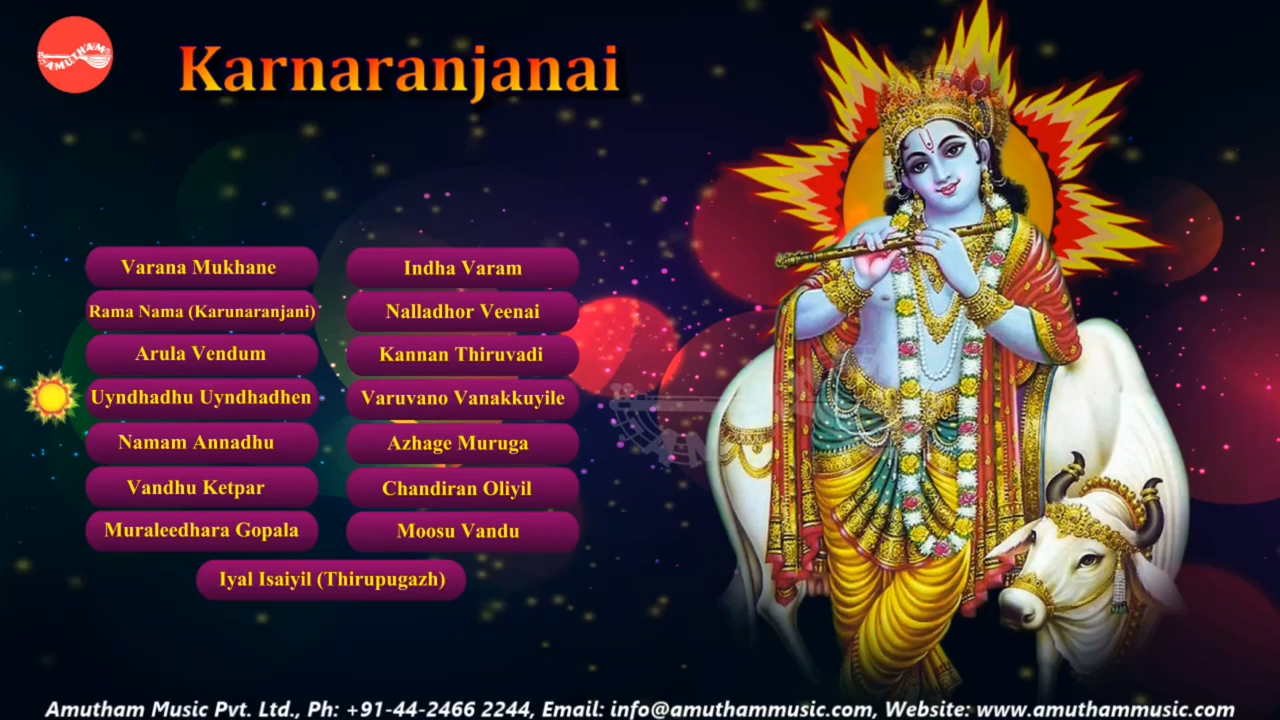 AMUTHAM
Karnaranjanai
Varana Mukhane
Indha Varam
Rama Nama (Karunaranjani)
Nalladhor Veenai
Arula Vendum
Kannan Thiruvadi
Uyndhadhu Uyndhadhen
Varuvano Vanakkuyile
Namam Annadhu
Azhage Muruga
Vandhu Ketpar
Chandiran Oliyil
Muraleedhara Gopala
Moosu Vandu
Iyal Isaiyil (Thirupugazh)
Amutham Music Pvt. Ltd., Ph: +91-44-2466 2244, Email: info@amuthammusic.com, Website: www.amuthammusic.com